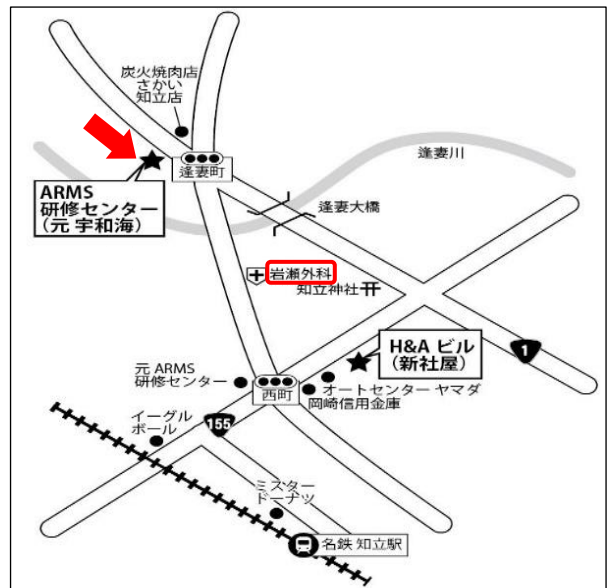 炭火焼肉店
さかい
知立店
逢妻町
逢妻川
ARMS
研修センター
（元 宇和海）
逢妻大橋
岩瀬外科
知立神社
H&A ビル
（新社屋）
1
元 ARMS
研修センター
西町
オートセンター ヤマダ
岡崎信用金庫
155
イーグル
ボール
ミスター
ドーナツ
名鉄 知立駅